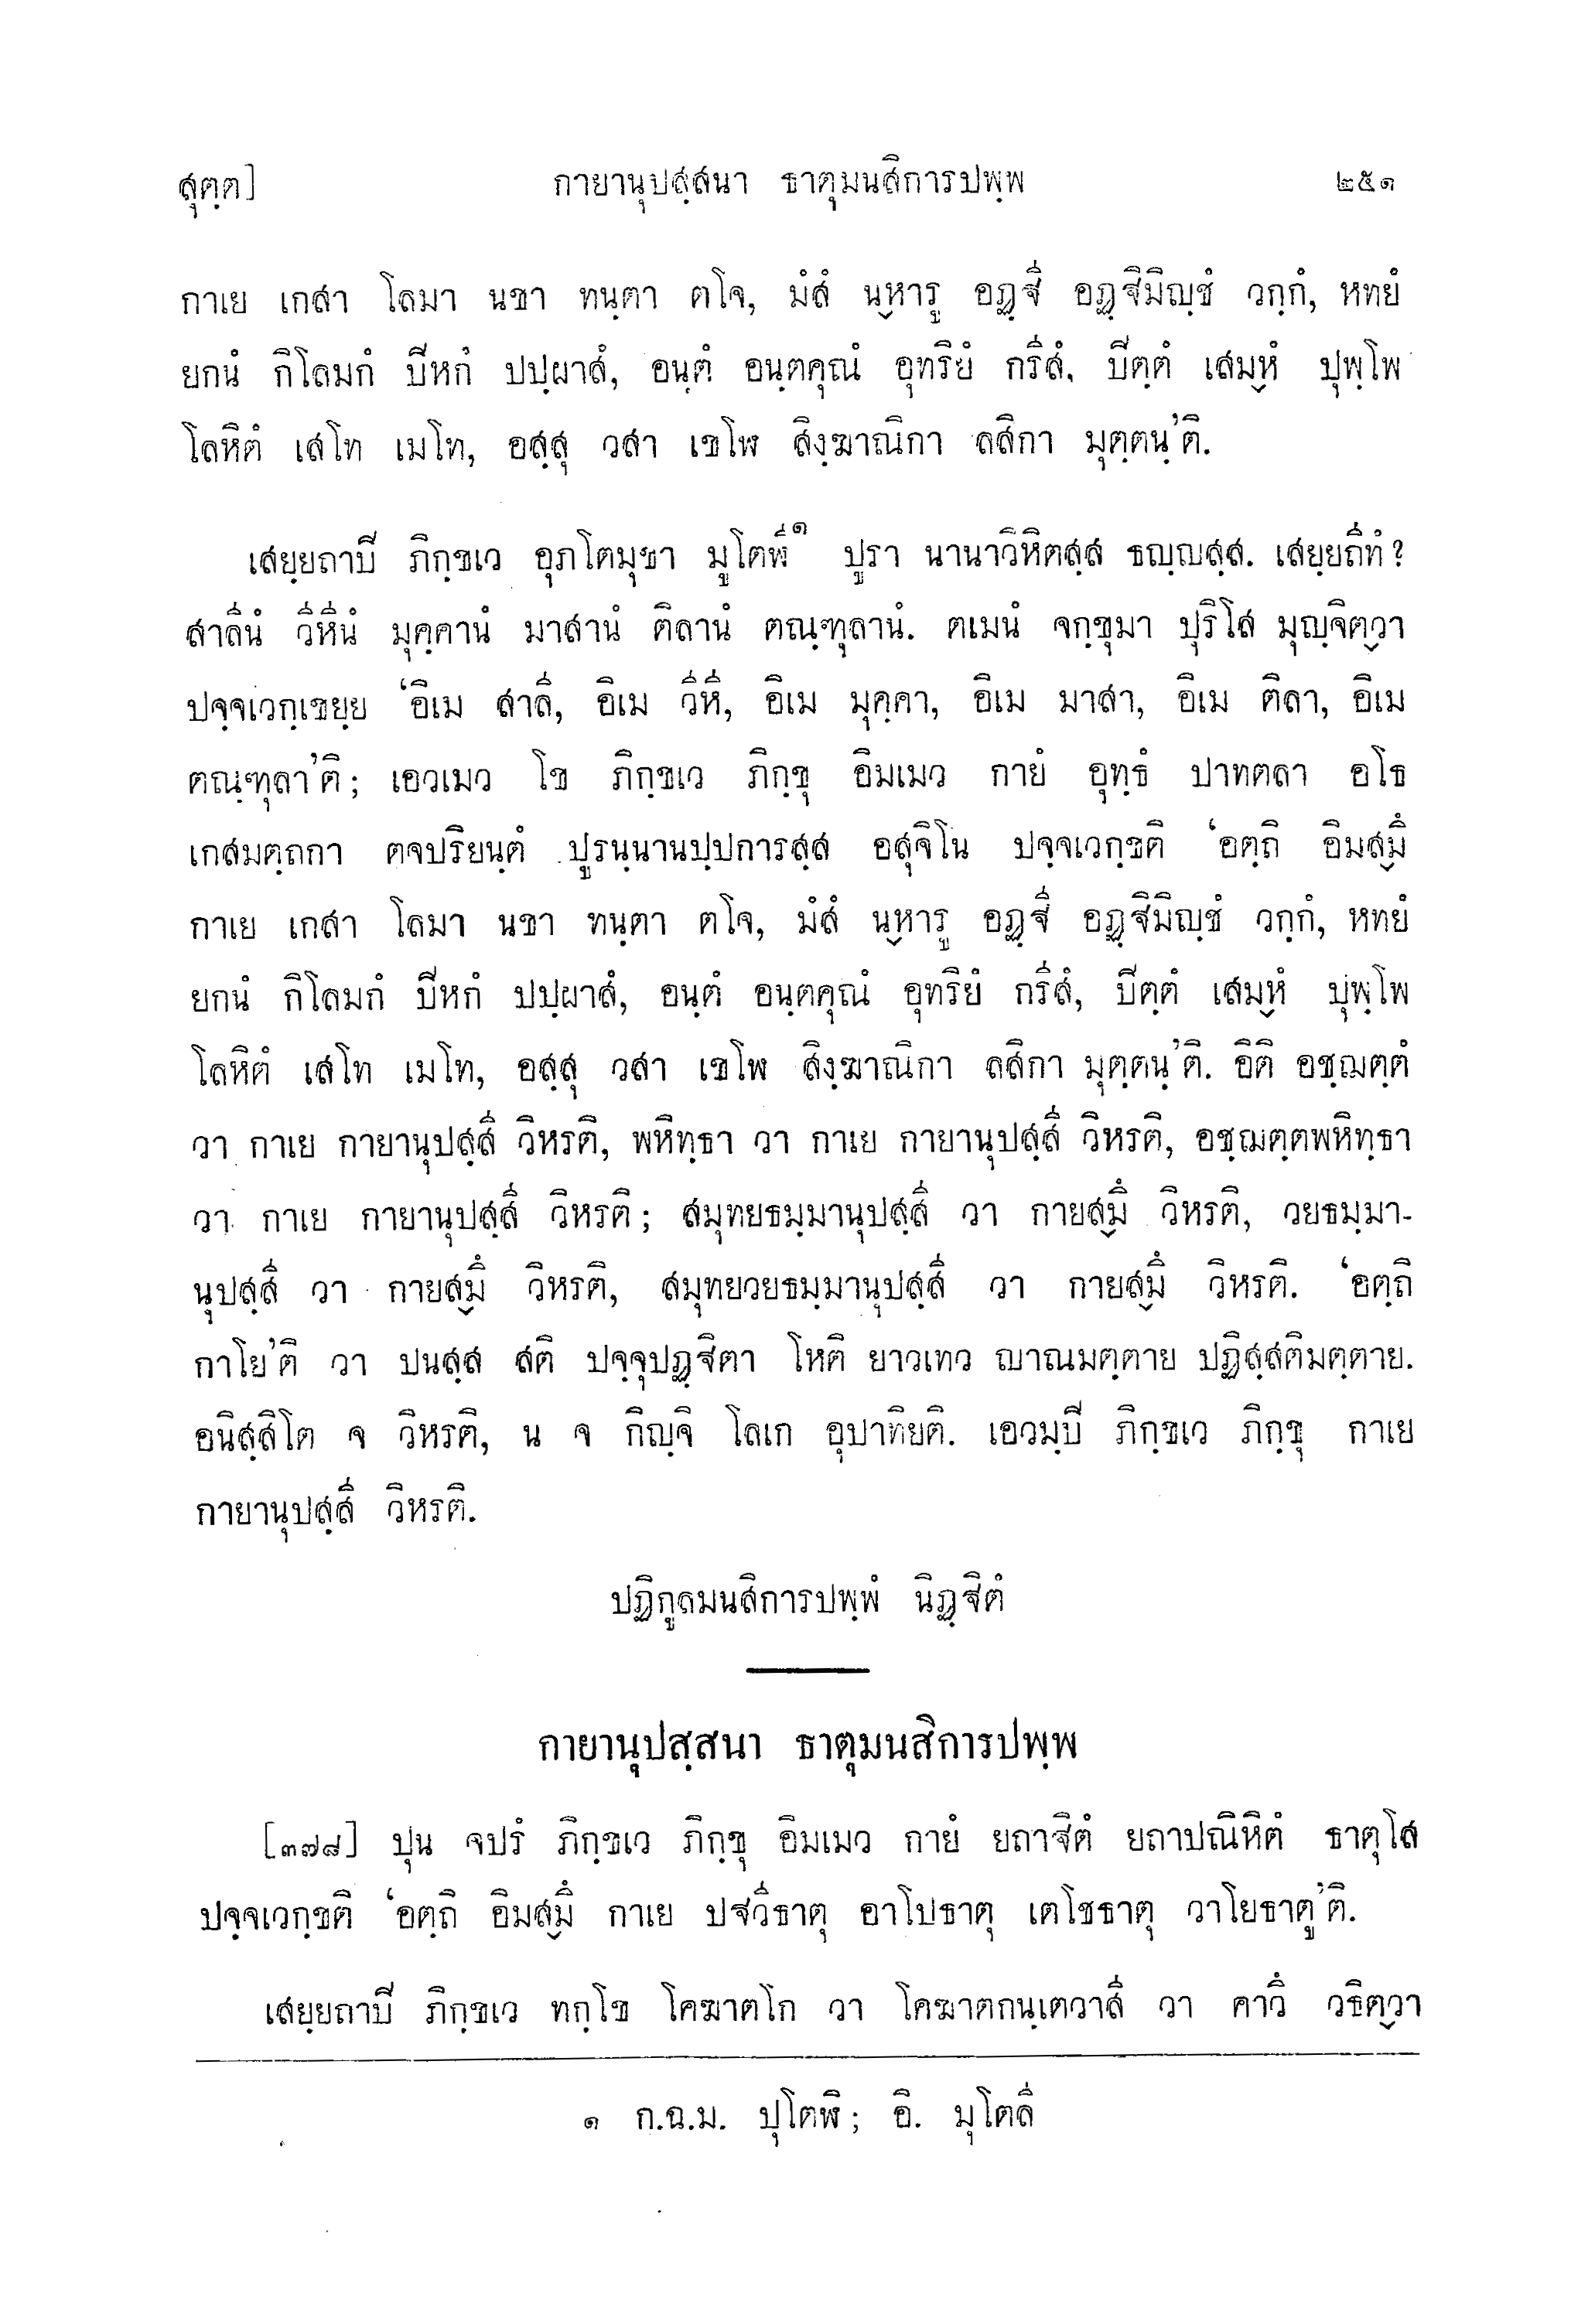 สุตฺต] กายานุปสฺสนา ธาตุมนสิการปพฺพ ๒๕๑
กาเย เกสา โลมา นขา ทนฺตา ตโจ, มํสํ นฺหารู อฏฺฐี อฏฺฐิมิญฺชํ วกฺกํ, หทยํ
ยกนํ กิโลมกํ ปิหกํ ปปฺผาสํ, อนฺตํ อนฺตคุณํ อุทริยํ กรีสํ, ปิตฺตํ เสมฺหํ ปุพฺโพ
โลหิตํ เสโท เมโท, อสฺสุ วสา เขโฬ สิงฺฆาณิกา ลสิกา มุตฺตนฺ'ติ.
เสยฺยถาปิ ภิกฺขเว อุภโตมุขา มูโตฬี๑ ปูรา นานาวิหิตสฺส ธญฺญสฺส. เสยฺยถีทํ?
สาลีนํ วีหีนํ มุคฺคานํ มาสานํ ติลานํ ตณฺฑุลานํ. ตเมนํ จกฺขุมา ปุริโส มุญฺจิตฺวา
ปจฺจเวกฺเขยฺย 'อิเม สาลี, อิเม วีหี, อิเม มุคฺคา, อิเม มาสา, อิเม ติลา, อิเม
ตณฺฑุลา'ติ; เอวเมว โข ภิกฺขเว ภิกฺขุ อิมเมว กายํ อุทฺธํ ปาทตลา อโธ
เกสมตฺถกา ตจปริยนฺตํ ปูรนฺนานปฺปการสฺส อสุจิโน ปจฺจเวกฺขติ 'อตฺถิ อิมสฺมึ
กาเย เกสา โลมา นขา ทนฺตา ตโจ, มํสํ นฺหารู อฏฺฐี อฏฺฐิมิญฺชํ วกฺกํ, หทยํ
ยกนํ กิโลมกํ ปิหกํ ปปฺผาสํ, อนฺตํ อนฺตคุณํ อุทริยํ กรีสํ, ปิตฺตํ เสมฺหํ ปุพฺโพ
โลหิตํ เสโท เมโท, อสฺสุ วสา เขโฬ สิงฺฆาณิกา ลสิกา มุตฺตนฺ'ติ. อิติ อชฺฌตฺตํ
วา กาเย กายานุปสฺสี วิหรติ, พหิทฺธา วา กาเย กายานุปสฺสี วิหรติ, อชฺฌตฺตพหิทฺธา
วา กาเย กายานุปสฺสี วิหรติ; สมุทยธมฺมานุปสฺสี วา กายสฺมึ วิหรติ, วยธมฺมา-
นุปสฺสี วา กายสฺมึ วิหรติ, สมุทยวยธมฺมานุปสฺสี วา กายสฺมึ วิหรติ. 'อตฺถิ
กาโย'ติ วา ปนสฺส สติ ปจฺจุปฏฺฐิตา โหติ ยาวเทว ญาณมตฺตาย ปฏิสฺสติมตฺตาย.
อนิสฺสิโต จ วิหรติ, น จ กิญฺจิ โลเก อุปาทิยติ. เอวมฺปิ ภิกฺขเว ภิกฺขุ กาเย
กายานุปสฺสี วิหรติ.
ปฏิกูลมนสิการปพฺพํ นิฏฺฐิตํ
กายานุปสฺสนา ธาตุมนสิการปพฺพ
[๓๗๘] ปุน จปรํ ภิกฺขเว ภิกฺขุ อิมเมว กายํ ยถาฐิตํ ยถาปณิหิตํ ธาตุโส
ปจฺจเวกฺขติ 'อตฺถิ อิมสฺมึ กาเย ปฐวีธาตุ อาโปธาตุ เตโชธาตุ วาโยธาตู'ติ.
เสยฺยถาปิ ภิกฺขเว ทกฺโข โคฆาตโก วา โคฆาตกนฺเตวาสี วา คาวึ วธิตฺวา
๑ ก.ฉ.ม. ปุโตฬิ; อิ. มุโตลี